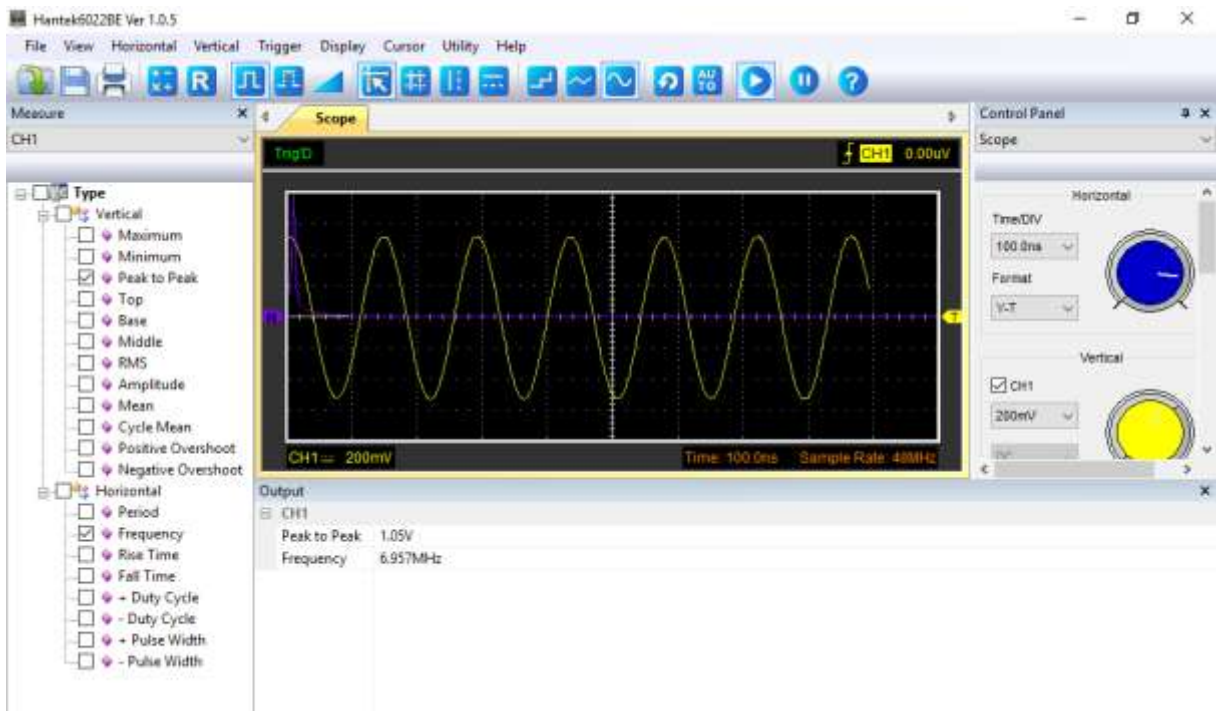 Hantek6022BE Ver 1.0.5
File View Horizontal Vertical Trigger Display Cursor Utility Help
R AUTO ?
Measure
CH1
Type
Vertical
Maximum
Minimum
Peak to Peak
Top
Base
Middle
RMS
Amplitude
Mean
Cycle Mean
Positive Overshoot
Negative Overshoot
Horizontal
Period
Frequency
Rise Time
Fall Time
+ Duty Cycle
- Duty Cycle
+ Pulse Width
- Pulse Width
Scope
Trig'D CH1 0.00uV
T
CH1 200mV Time: 100.0ns Sample Rate: 48MHz
Control Panel
Scope
Horizontal
Time/DIV
100.0ns
Format
Y-T
Vertical
CH1
200mV
Output
CH1
Peak to Peak 1.05V
Frequency 6.957MHz